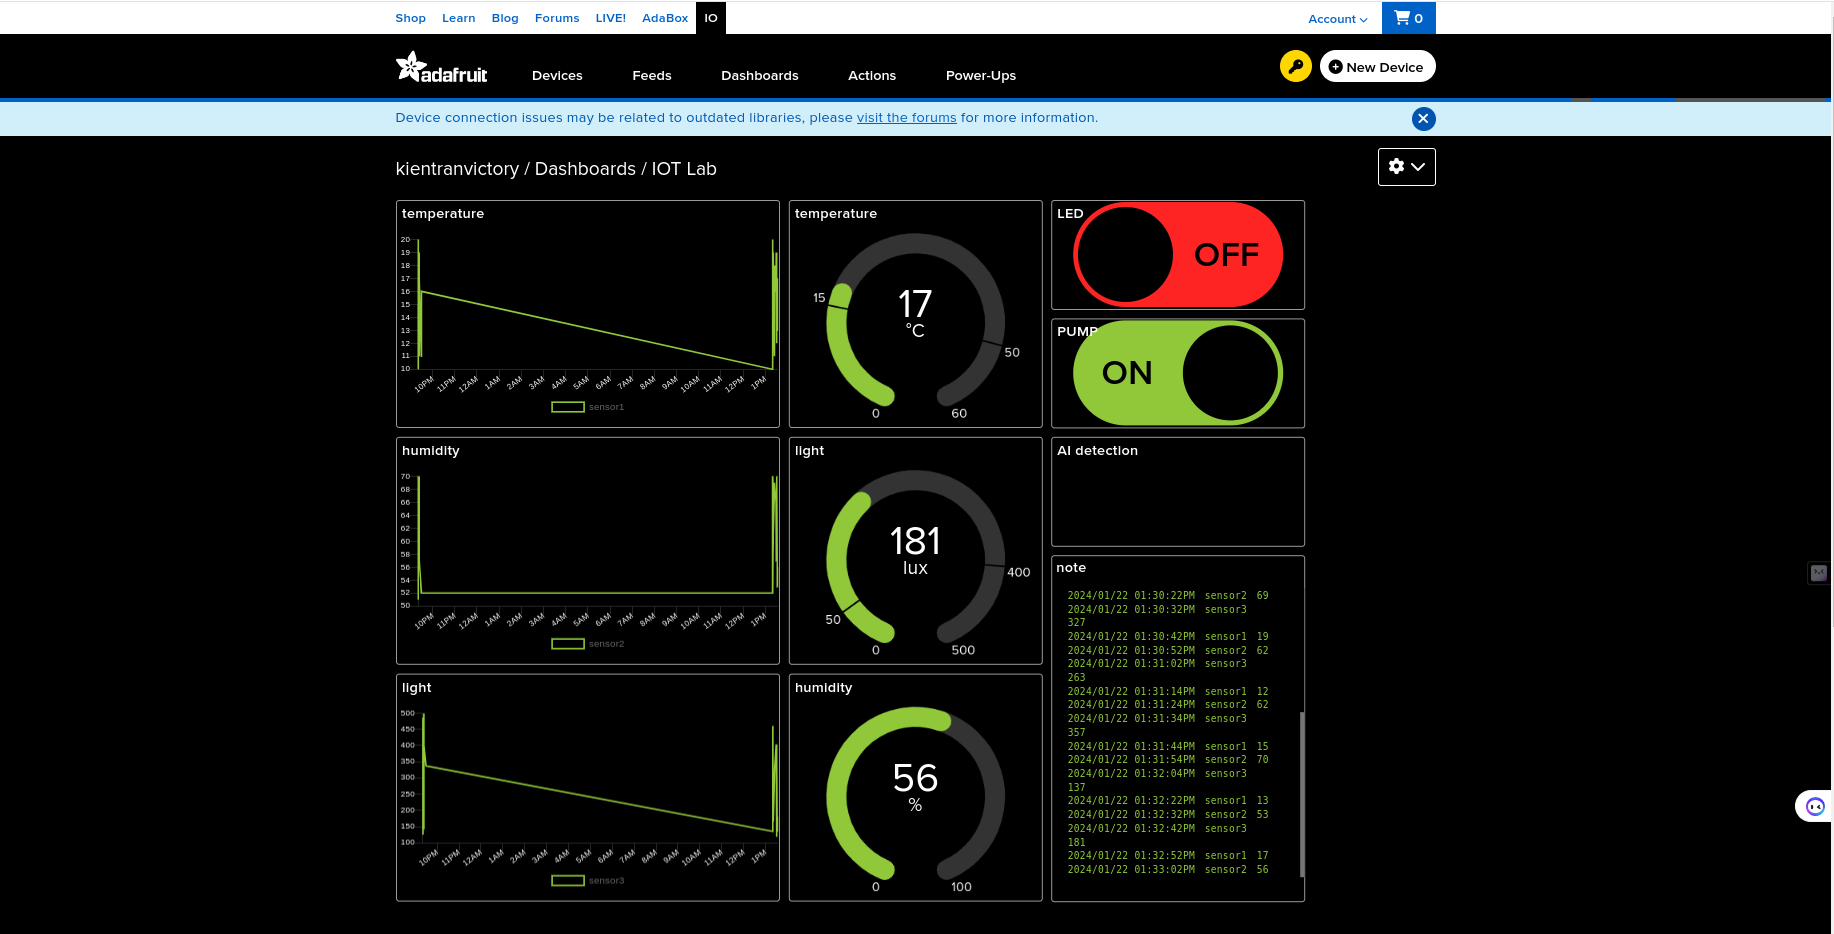 Shop Learn Blog Forums LIVE! AdaBox IO
Account
0
adafruit
Devices Feeds Dashboards Actions Power-Ups
New Device
Device connection issues may be related to outdated libraries, please visit the forums for more information.
kientranvictory / Dashboards / IOT Lab
temperature
20
19
18
17
16
15
14
13
12
11
10
10PM 11PM 12AM 1AM 2AM 3AM 4AM 5AM 6AM 7AM 8AM 9AM 10AM 11AM 12PM 1PM
sensor1
temperature
15
17
°C
50
0
60
LED
OFF
PUMP
ON
humidity
70
68
66
64
62
60
58
56
54
52
50
10PM 11PM 12AM 1AM 2AM 3AM 4AM 5AM 6AM 7AM 8AM 9AM 10AM 11AM 12PM 1PM
sensor2
light
181
lux
400
50
0
500
AI detection
light
500
450
400
350
300
250
200
150
100
10PM 11PM 12AM 1AM 2AM 3AM 4AM 5AM 6AM 7AM 8AM 9AM 10AM 11AM 12PM 1PM
sensor3
humidity
56
%
0
100
note
2024/01/22 01:30:22PM sensor2 69
2024/01/22 01:30:32PM sensor3
327
2024/01/22 01:30:42PM sensor1 19
2024/01/22 01:30:52PM sensor2 62
2024/01/22 01:31:02PM sensor3
263
2024/01/22 01:31:14PM sensor1 12
2024/01/22 01:31:24PM sensor2 62
2024/01/22 01:31:34PM sensor3
357
2024/01/22 01:31:44PM sensor1 15
2024/01/22 01:31:54PM sensor2 70
2024/01/22 01:32:04PM sensor3
137
2024/01/22 01:32:22PM sensor1 13
2024/01/22 01:32:32PM sensor2 53
2024/01/22 01:32:42PM sensor3
181
2024/01/22 01:32:52PM sensor1 17
2024/01/22 01:33:02PM sensor2 56